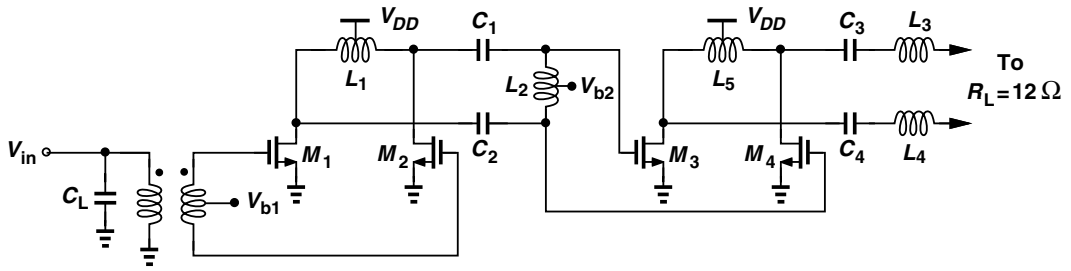 V_DD
C_1
V_DD
C_3
L_3
L_1
L_2
V_b2
L_5
To
R_L = 12 Ω
C_2
C_4
L_4
V_in
M_1
M_2
M_3
M_4
C_L
V_b1